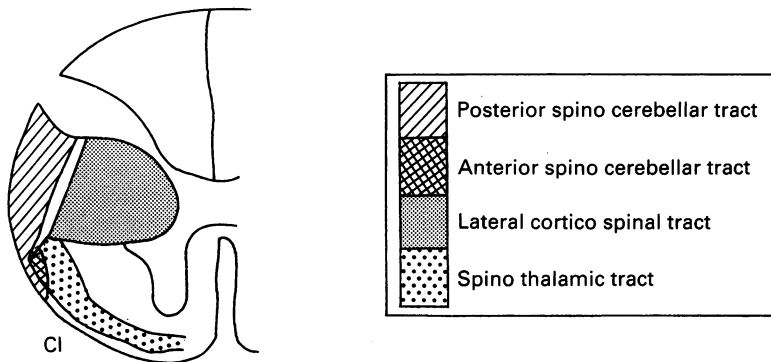 Posterior spino cerebellar tract
Anterior spino cerebellar tract
Lateral cortico spinal tract
Spino thalamic tract
CI